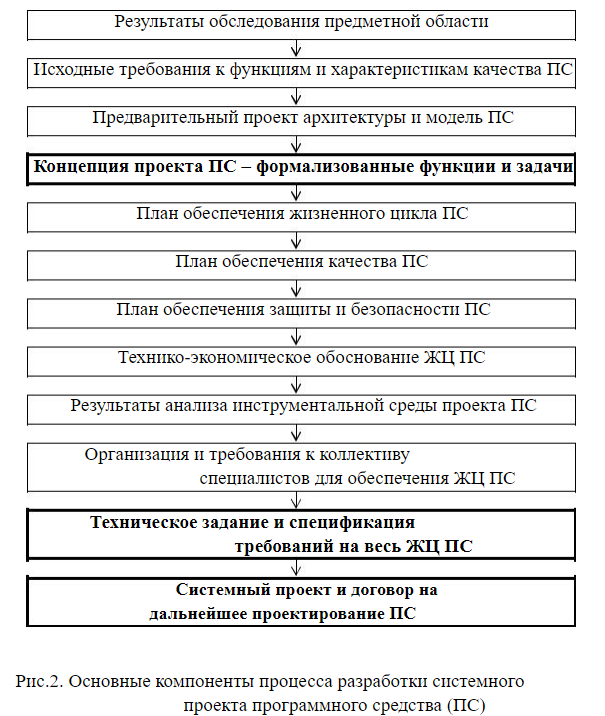 Результаты обследования предметной области
Исходные требования к функциям и характеристикам качества ПС
Предварительный проект архитектуры и модель ПС
Концепция проекта ПС – формализованные функции и задачи
План обеспечения жизненного цикла ПС
План обеспечения качества ПС
План обеспечения защиты и безопасности ПС
Технико-экономическое обоснование ЖЦ ПС
Результаты анализа инструментальной среды проекта ПС
Организация и требования к коллективу
специалистов для обеспечения ЖЦ ПС
Техническое задание и спецификация
требований на весь ЖЦ ПС
Системный проект и договор на
дальнейшее проектирование ПС
Рис.2. Основные компоненты процесса разработки системного
проекта программного средства (ПС)